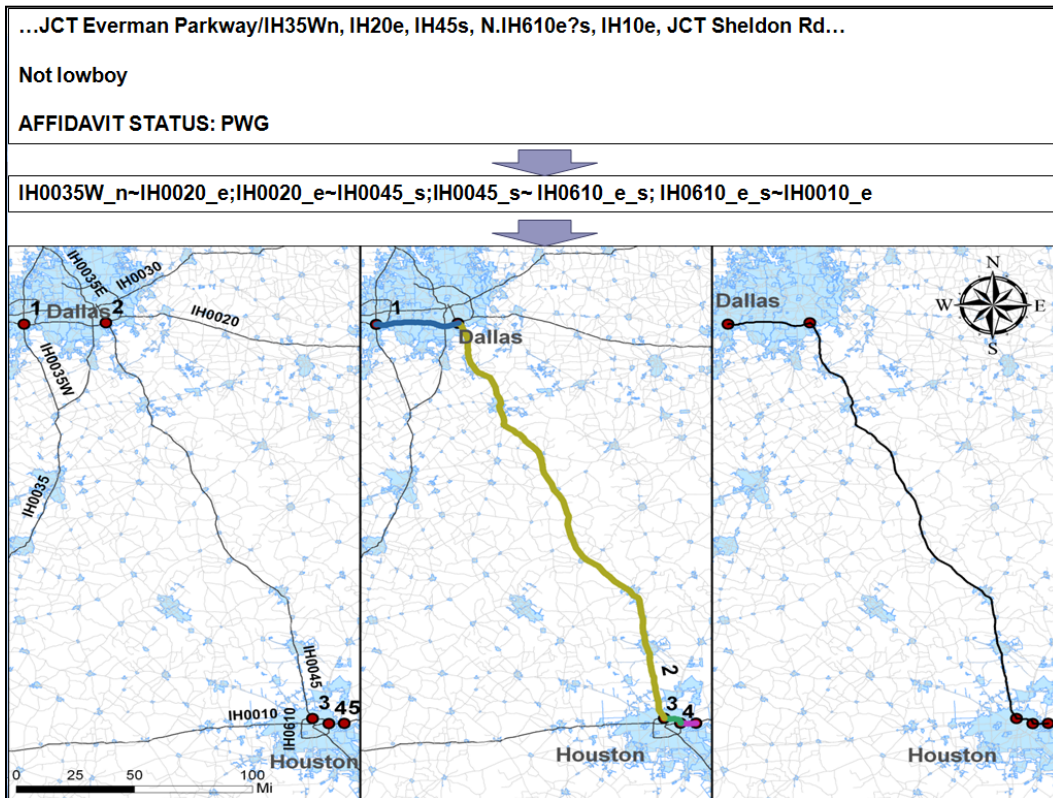 ...JCT Everman Parkway/IH35Wn, IH20e, IH45s, N.IH610e?s, IH10e, JCT Sheldon Rd...
Not lowboy
AFFIDAVIT STATUS: PWG
IH0035W_n~IH0020_e;IH0020_e~IH0045_s;IH0045_s~ IH0610_e_s; IH0610_e_s~IH0010_e
IH0035E
IH0030
1
Dallas
2
IH0020
IH0035W
IH0035
IH0045
3
4
5
IH0010
IH0610
Houston
0
25
50
100
Mi
1
Dallas
2
3
4
Houston
Dallas
N
W
E
S
Houston